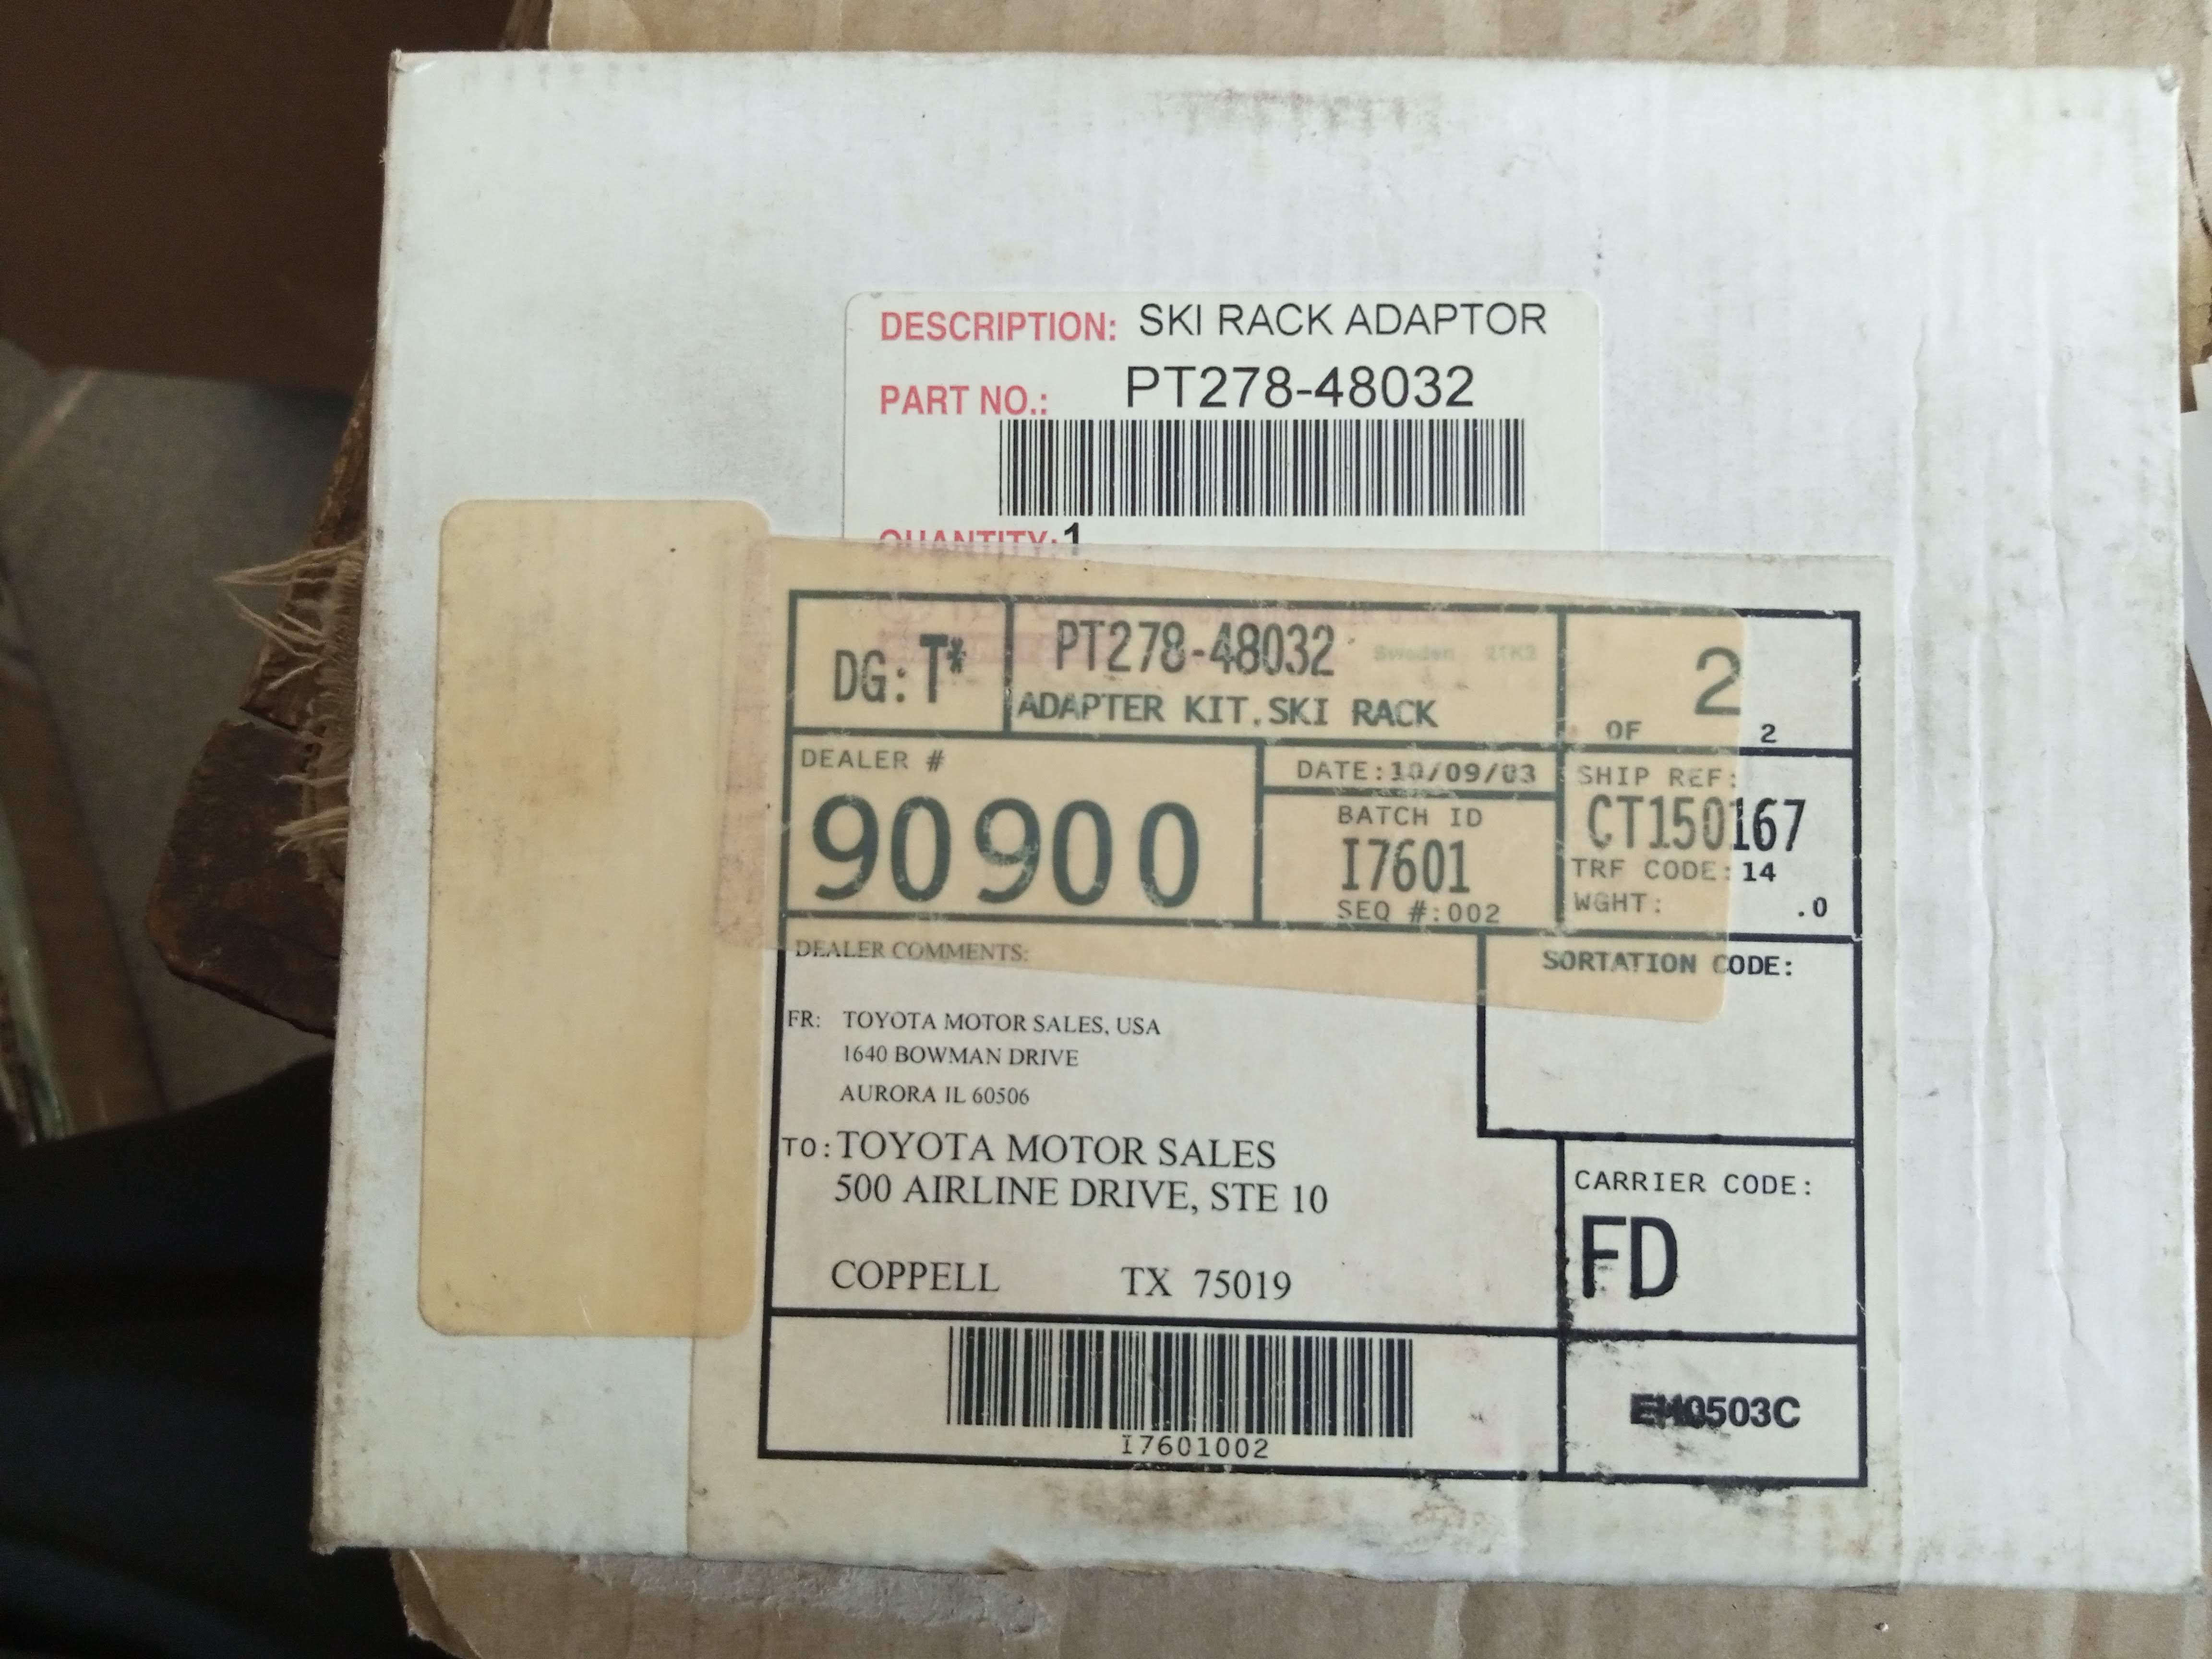 DESCRIPTION: SKI RACK ADAPTOR
PART NO.: PT278-48032
QUANTITY: 1
DG: T*
PT278-48032
ADAPTER KIT,SKI RACK
2
OF 2
DEALER #
90900
DATE:10/09/03
BATCH ID
I7601
SEQ #:002
SHIP REF:
CT150167
TRF CODE: 14
WGHT: .0
DEALER COMMENTS:
SORTATION CODE:
FR: TOYOTA MOTOR SALES, USA
1640 BOWMAN DRIVE
AURORA IL 60506
TO: TOYOTA MOTOR SALES
500 AIRLINE DRIVE, STE 10
COPPELL TX 75019
CARRIER CODE:
FD
I7601002